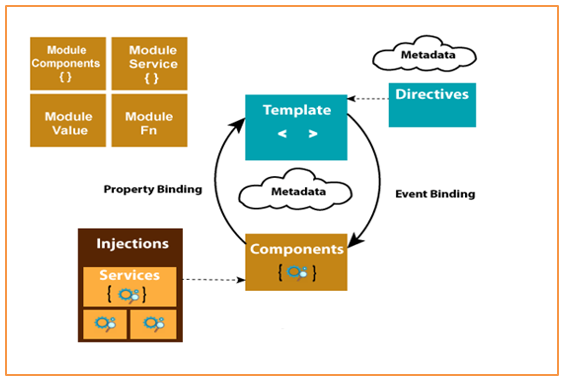 Module
Components
{ }
Module
Service
{ }
Module
Value
Module
Fn
Metadata
Directives
Template
< >
Property Binding
Metadata
Event Binding
Components
{ }
Injections
Services
{ }